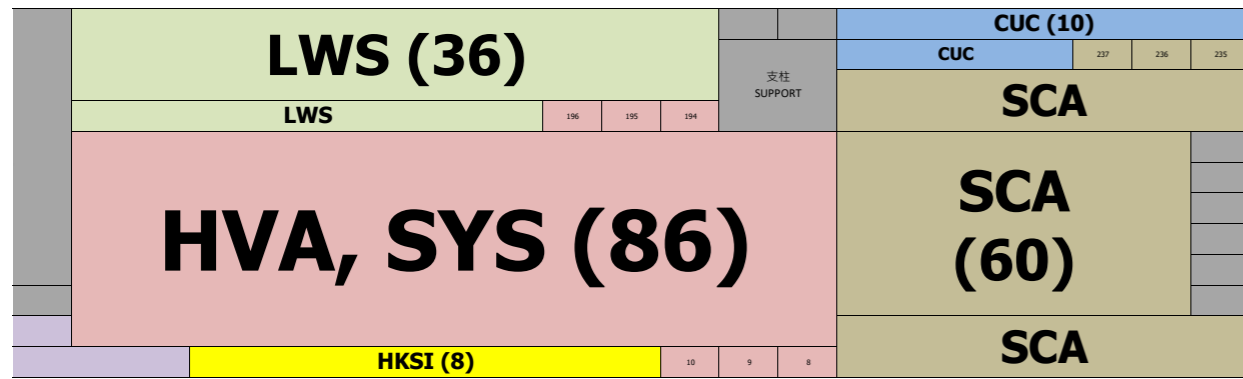 LWS (36)
CUC (10)
CUC
237
236
235
支柱
SUPPORT
SCA
LWS
196
195
194
HVA, SYS (86)
SCA
(60)
SCA
HKSI (8)
10
9
8